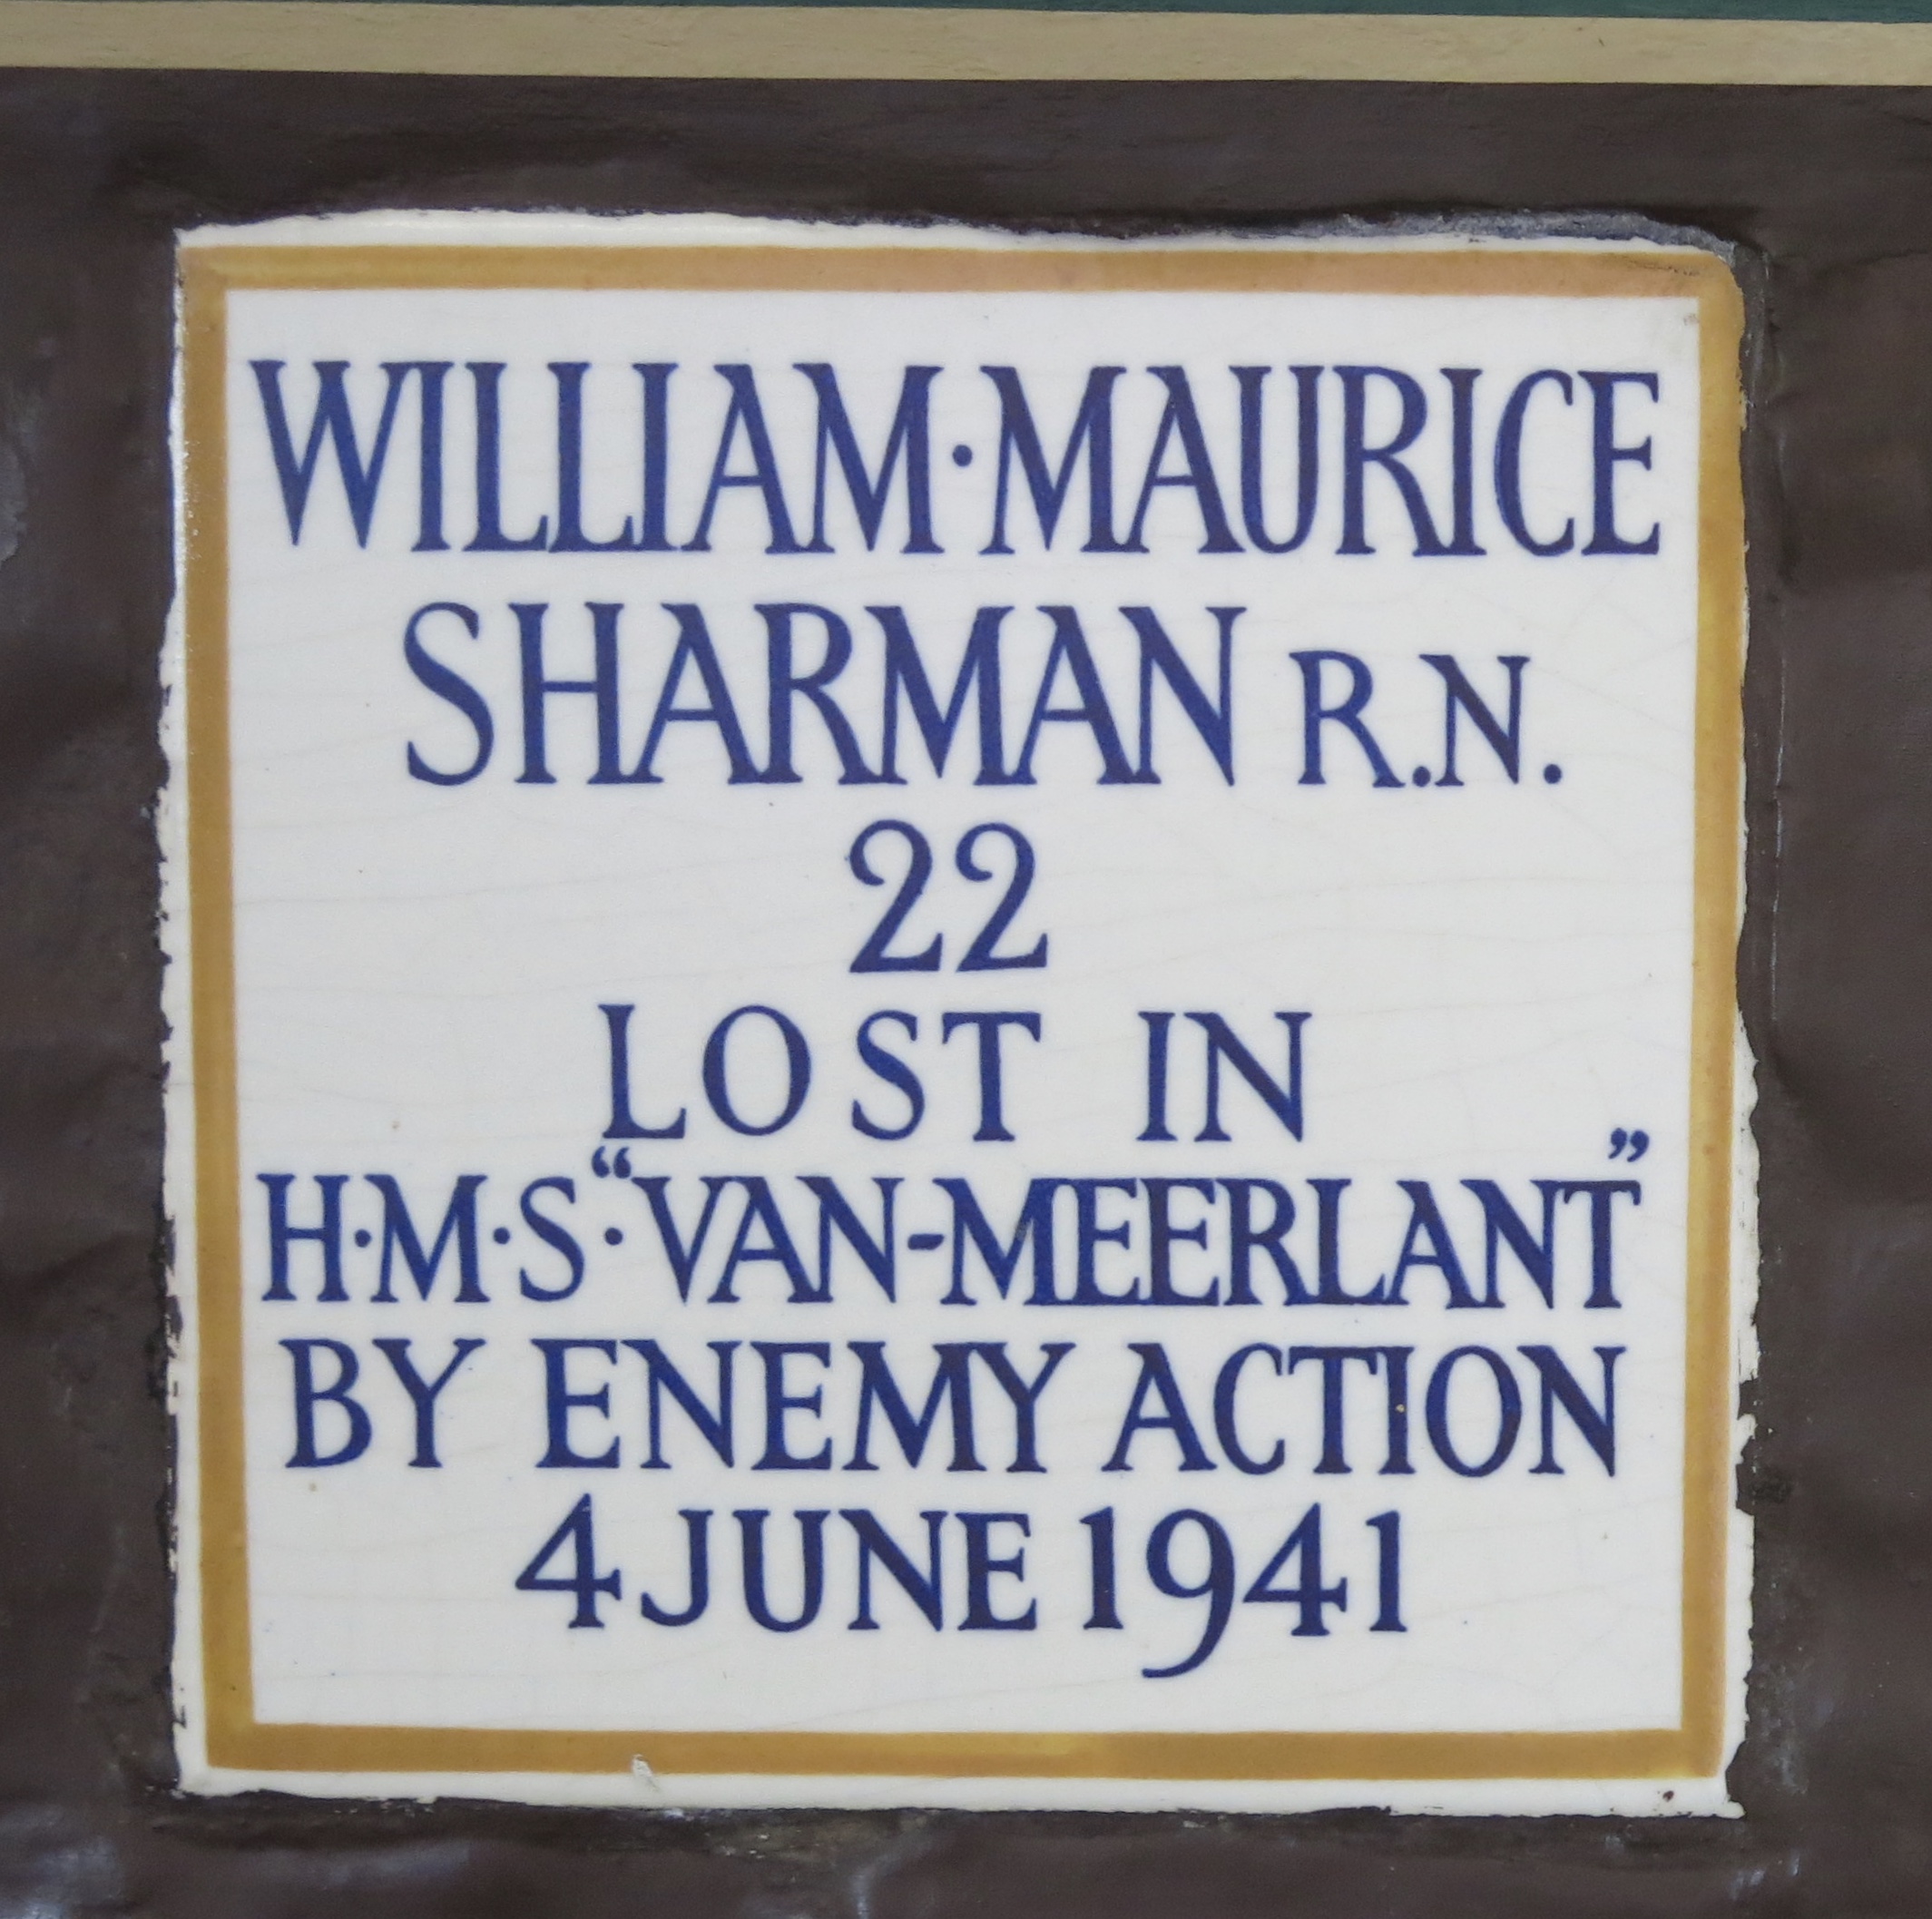 WILLIAM·MAURICE
SHARMAN R.N.
22
LOST IN
H·M·S·“VAN-MEERLANT”
BY ENEMY ACTION
4 JUNE 1941